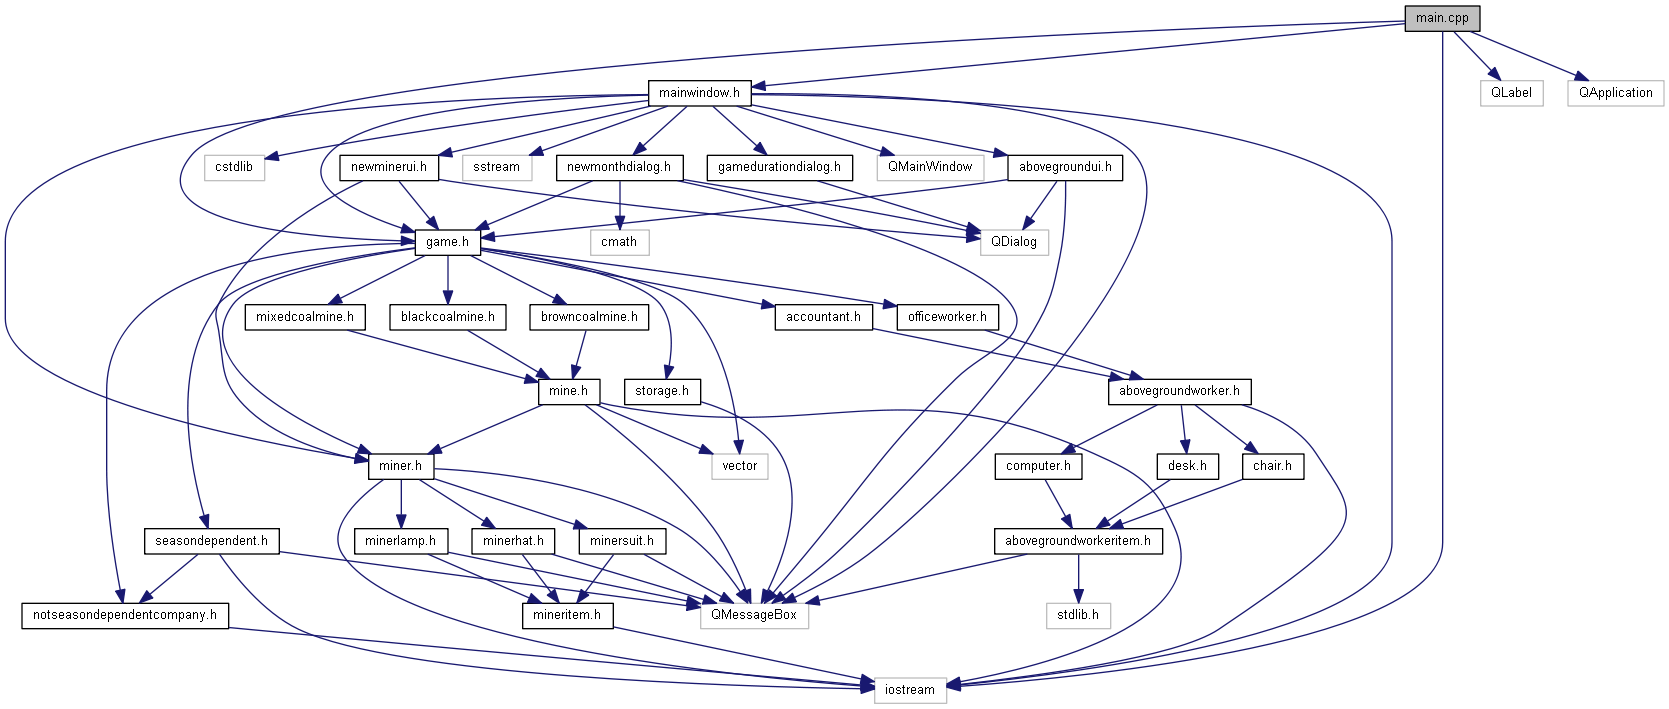 main.cpp
mainwindow.h
QLabel
QApplication
cstdlib
newminerui.h
sstream
newmonthdialog.h
gamedurationdialog.h
QMainWindow
abovegroundui.h
game.h
cmath
QDialog
mixedcoalmine.h
blackcoalmine.h
browncoalmine.h
accountant.h
officeworker.h
mine.h
storage.h
abovegroundworker.h
miner.h
vector
computer.h
desk.h
chair.h
seasondependent.h
minerlamp.h
minerhat.h
minersuit.h
abovegroundworkeritem.h
notseasondependentcompany.h
mineritem.h
QMessageBox
stdlib.h
iostream